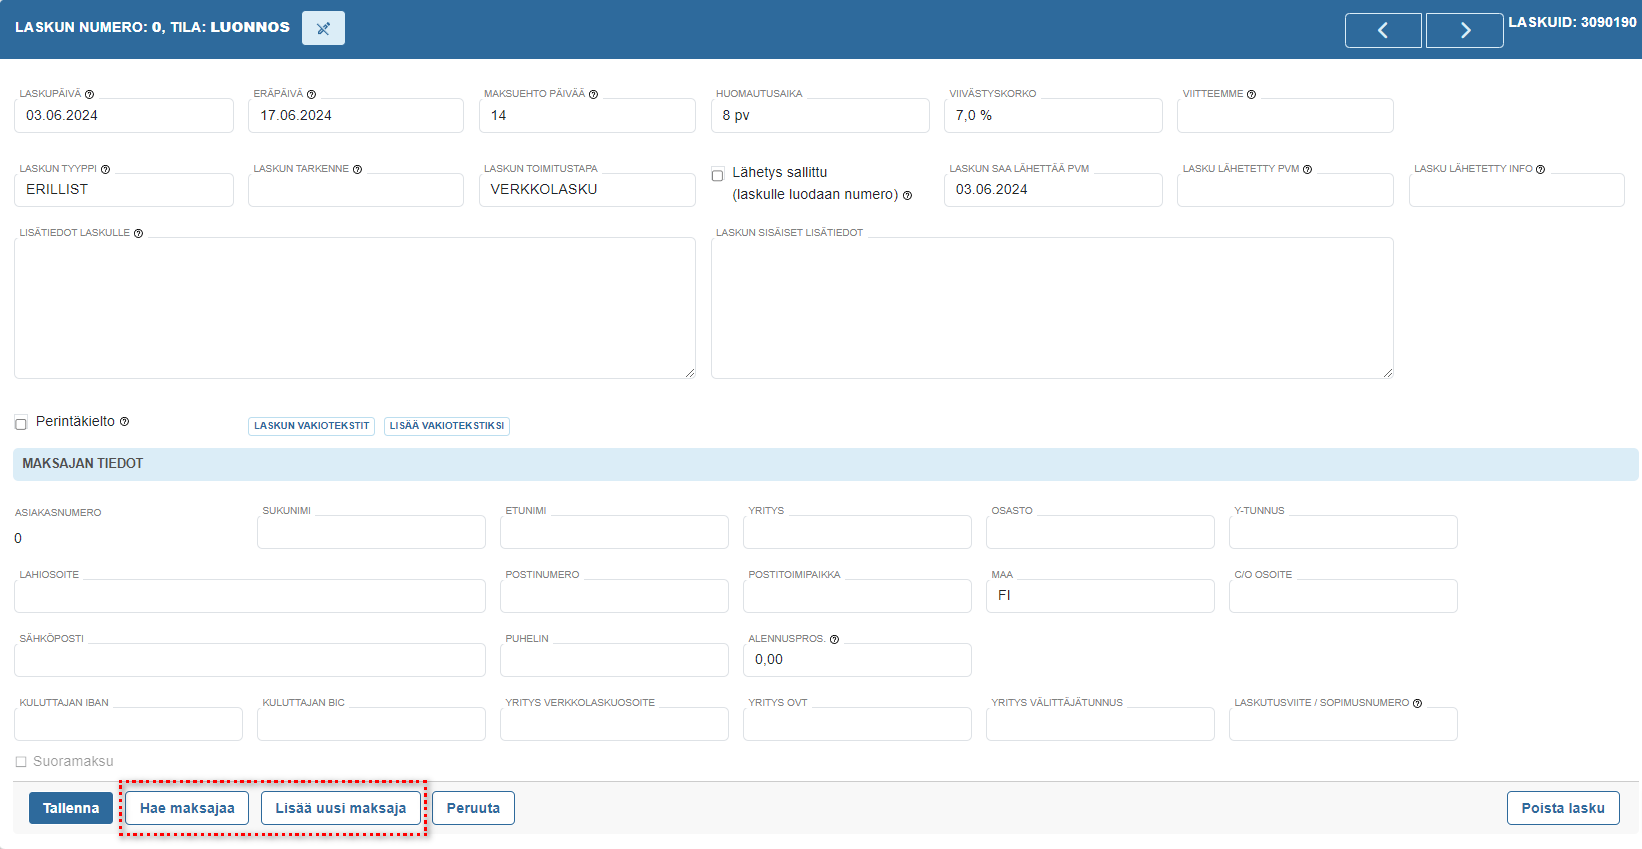 LASKUN NUMERO: 0, TILA: LUONNOS
LASKUID: 3090190
LASKUPÄIVÄ
ERÄPÄIVÄ
MAKSUEHTO PÄIVÄÄ
HUOMAUTUSAIKA
VIIVÄSTYSKORKO
VIITTEEMME
03.06.2024
17.06.2024
14
8 pv
7,0 %
LASKUN TYYPPI
LASKUN TARKENNE
LASKUN TOIMITUSTAPA
Lähetys sallittu
(laskulle luodaan numero)
LASKUN SAA LÄHETTÄÄ PVM
LASKU LÄHETETTY PVM
LASKU LÄHETETTY INFO
ERILLIST
VERKKOLASKU
03.06.2024
LISÄTIEDOT LASKULLE
LASKUN SISÄISET LISÄTIEDOT
Perintäkielto
LASKUN VAKIOTEKSTIT
LISÄÄ VAKIOTEKSTIKSI
MAKSAJAN TIEDOT
ASIAKASNUMERO
SUKUNIMI
ETUNIMI
YRITYS
OSASTO
Y-TUNNUS
0
LAHIOSOITE
POSTINUMERO
POSTITOIMIPAIKKA
MAA
C/O OSOITE
FI
SÄHKÖPOSTI
PUHELIN
ALENNUSPROS.
0,00
KULUTTAJAN IBAN
KULUTTAJAN BIC
YRITYS VERKKOLASKUOSOITE
YRITYS OVT
YRITYS VÄLITTÄJÄTUNNUS
LASKUTUSVIITE / SOPIMUSNUMERO
Suoramaksu
Tallenna
Hae maksajaa
Lisää uusi maksaja
Peruuta
Poista lasku